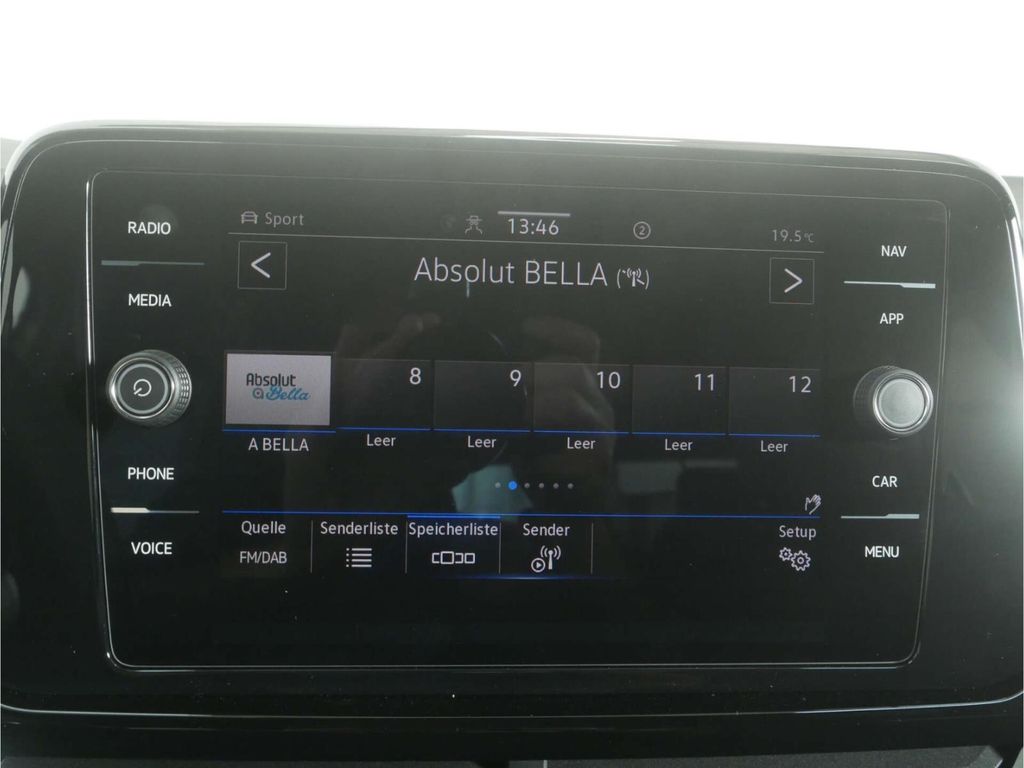 RADIO
MEDIA
PHONE
VOICE
Sport
13:46
2
19.5°C
Absolut BELLA
Absolut
Bella
8
9
10
11
12
A BELLA
Leer
Leer
Leer
Leer
Leer
Quelle
FM/DAB
Senderliste
Speicherliste
Sender
Setup
NAV
APP
CAR
MENU